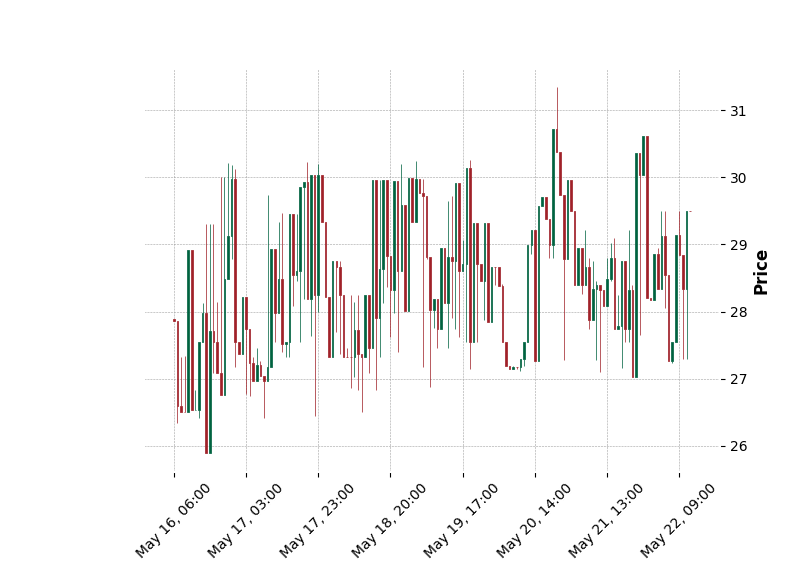 31
30
29
28
27
26
Price
May 16, 06:00
May 17, 03:00
May 17, 23:00
May 18, 20:00
May 19, 17:00
May 20, 14:00
May 21, 13:00
May 22, 09:00